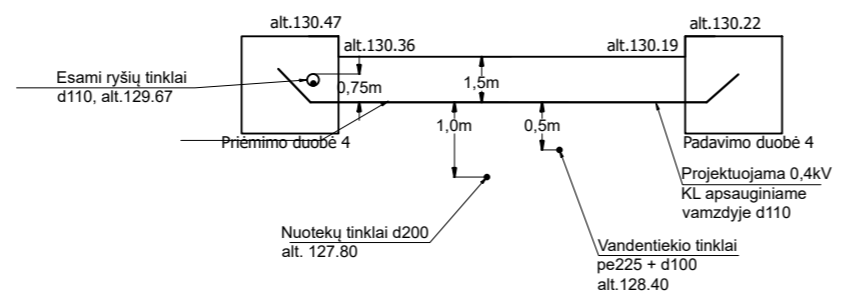 alt.130.47
alt.130.22
alt.130.36
alt.130.19
Esami ryšių tinklai
d110, alt.129.67
0,75m
1,5m
1,0m
0,5m
Priėmimo duobė 4
Padavimo duobė 4
Projektuojama 0,4kV
KL apsauginiame
vamzdyje d110
Nuotekų tinklai d200
alt. 127.80
Vandentiekio tinklai
pe225 + d100
alt.128.40